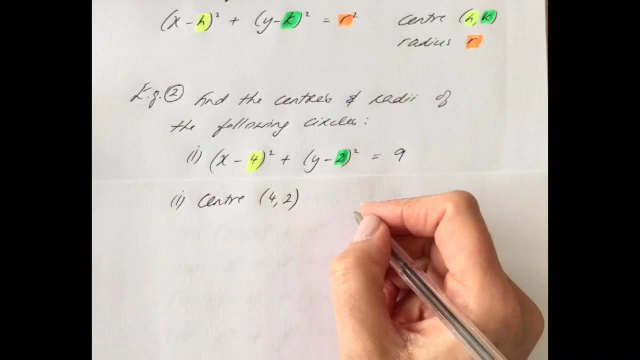 (x - h)² + (y - k)² = r² centre (h, k)
radius r
E.g. ② Find the centres & radii of
the following circles:
(i) (x - 4)² + (y - 2)² = 9
(i) Centre (4, 2)